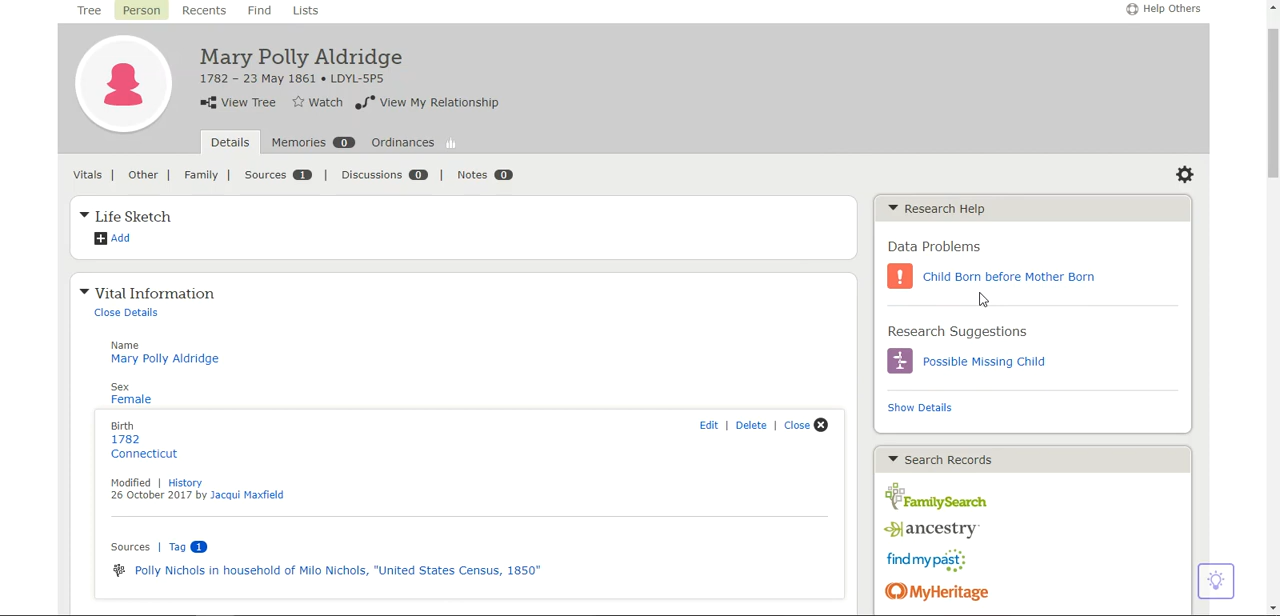 Tree Person Recents Find Lists Help Others
Mary Polly Aldridge
1782 – 23 May 1861 • LDYL-5P5
View Tree Watch View My Relationship
Details Memories 0 Ordinances
Vitals | Other | Family | Sources 1 | Discussions 0 | Notes 0
Life Sketch
Add
Vital Information
Close Details
Name
Mary Polly Aldridge
Sex
Female
Birth Edit | Delete | Close
1782
Connecticut
Modified | History
26 October 2017 by Jacqui Maxfield
Sources | Tag 1
Polly Nichols in household of Milo Nichols, "United States Census, 1850"
Research Help
Data Problems
! Child Born before Mother Born
Research Suggestions
Possible Missing Child
Show Details
Search Records
FamilySearch
ancestry
findmypast
MyHeritage